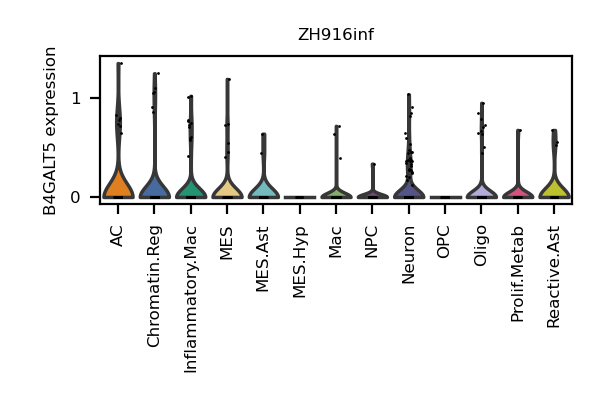 ZH916inf
B4GALT5 expression
1
0
AC
Chromatin.Reg
Inflammatory.Mac
MES
MES.Ast
MES.Hyp
Mac
NPC
Neuron
OPC
Oligo
Prolif.Metab
Reactive.Ast